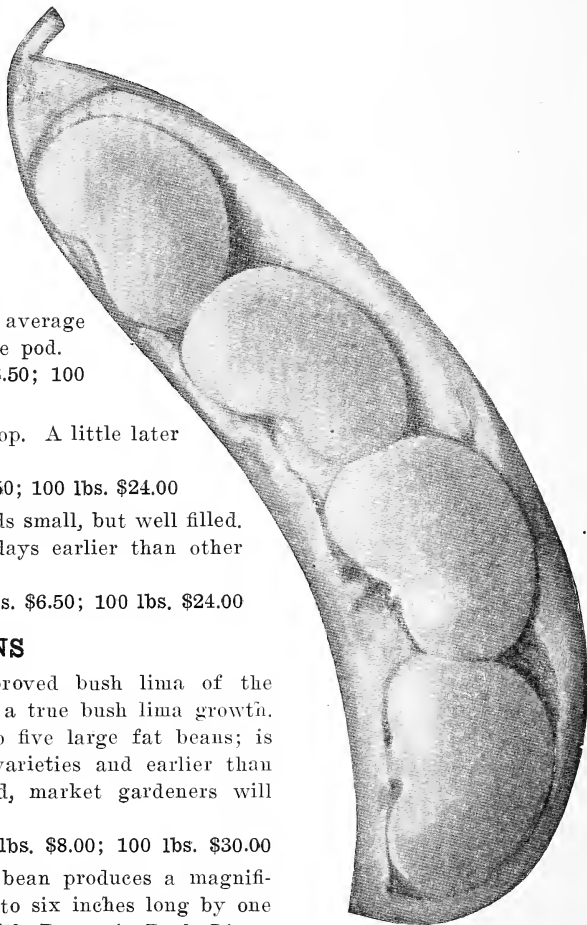 average
e pod.
.50; 100
op. A little later
50; 100 lbs. $24.00
ds small, but well filled.
days earlier than other
s. $6.50; 100 lbs. $24.00
NS
proved bush lima of the
a true bush lima growth.
o five large fat beans; is
varieties and earlier than
d, market gardeners will
lbs. $8.00; 100 lbs. $30.00
bean produces a magnifi-
to six inches long by one